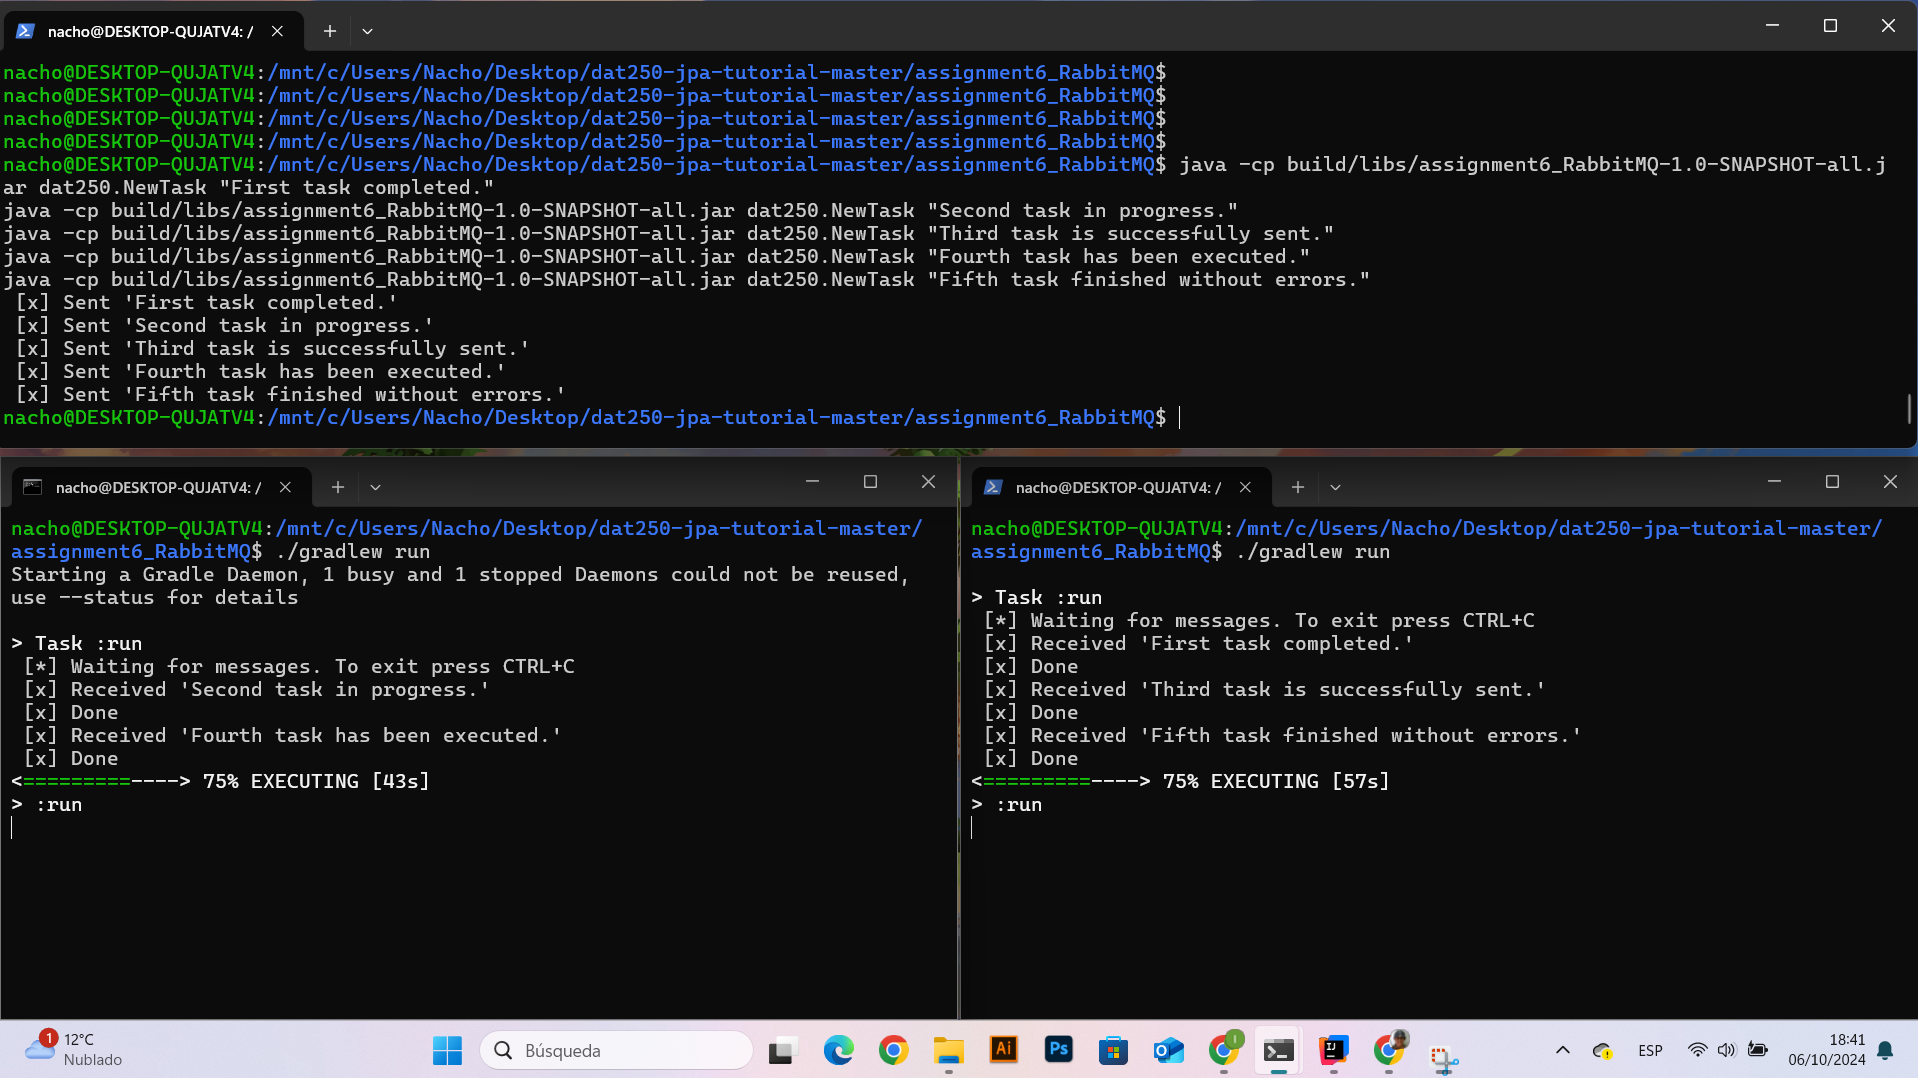 nacho@DESKTOP-QUJATV4: /
nacho@DESKTOP-QUJATV4:/mnt/c/Users/Nacho/Desktop/dat250-jpa-tutorial-master/assignment6_RabbitMQ$
nacho@DESKTOP-QUJATV4:/mnt/c/Users/Nacho/Desktop/dat250-jpa-tutorial-master/assignment6_RabbitMQ$
nacho@DESKTOP-QUJATV4:/mnt/c/Users/Nacho/Desktop/dat250-jpa-tutorial-master/assignment6_RabbitMQ$
nacho@DESKTOP-QUJATV4:/mnt/c/Users/Nacho/Desktop/dat250-jpa-tutorial-master/assignment6_RabbitMQ$
nacho@DESKTOP-QUJATV4:/mnt/c/Users/Nacho/Desktop/dat250-jpa-tutorial-master/assignment6_RabbitMQ$ java -cp build/libs/assignment6_RabbitMQ-1.0-SNAPSHOT-all.j
ar dat250.NewTask "First task completed."
java -cp build/libs/assignment6_RabbitMQ-1.0-SNAPSHOT-all.jar dat250.NewTask "Second task in progress."
java -cp build/libs/assignment6_RabbitMQ-1.0-SNAPSHOT-all.jar dat250.NewTask "Third task is successfully sent."
java -cp build/libs/assignment6_RabbitMQ-1.0-SNAPSHOT-all.jar dat250.NewTask "Fourth task has been executed."
java -cp build/libs/assignment6_RabbitMQ-1.0-SNAPSHOT-all.jar dat250.NewTask "Fifth task finished without errors."
 [x] Sent 'First task completed.'
 [x] Sent 'Second task in progress.'
 [x] Sent 'Third task is successfully sent.'
 [x] Sent 'Fourth task has been executed.'
 [x] Sent 'Fifth task finished without errors.'
nacho@DESKTOP-QUJATV4:/mnt/c/Users/Nacho/Desktop/dat250-jpa-tutorial-master/assignment6_RabbitMQ$
nacho@DESKTOP-QUJATV4: /
nacho@DESKTOP-QUJATV4:/mnt/c/Users/Nacho/Desktop/dat250-jpa-tutorial-master/
assignment6_RabbitMQ$ ./gradlew run
Starting a Gradle Daemon, 1 busy and 1 stopped Daemons could not be reused,
use --status for details
> Task :run
 [*] Waiting for messages. To exit press CTRL+C
 [x] Received 'Second task in progress.'
 [x] Done
 [x] Received 'Fourth task has been executed.'
 [x] Done
<=========----> 75% EXECUTING [43s]
> :run
nacho@DESKTOP-QUJATV4: /
nacho@DESKTOP-QUJATV4:/mnt/c/Users/Nacho/Desktop/dat250-jpa-tutorial-master/
assignment6_RabbitMQ$ ./gradlew run
> Task :run
 [*] Waiting for messages. To exit press CTRL+C
 [x] Received 'First task completed.'
 [x] Done
 [x] Received 'Third task is successfully sent.'
 [x] Done
 [x] Received 'Fifth task finished without errors.'
 [x] Done
<=========----> 75% EXECUTING [57s]
> :run
1
12°C
Nublado
Búsqueda
Ai
Ps
I
IJ
ESP
18:41
06/10/2024